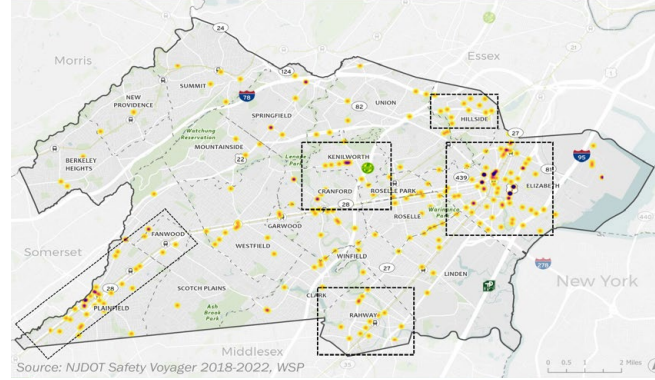 24
Morris
Essex
124
SUMMIT
78
NEW
PROVIDENCE
82
UNION
HILLSIDE
SPRINGFIELD
27
Watchung
Reservation
MOUNTAINSIDE
22
KENILWORTH
95
BERKELEY
HEIGHTS
439
81
ELIZABETH
CRANFORD
ROSELLE PARK
28
Warinanco
Park
ROSELLE
GARWOOD
FANWOOD
Somerset
WESTFIELD
WINFIELD
27
LINDEN
278
New York
28
SCOTCH PLAINS
CLARK
PLAINFIELD
Ash
Brook
Park
RAHWAY
Middlesex
Source: NJDOT Safety Voyager 2018-2022, WSP
0 0.5 1 2 Miles